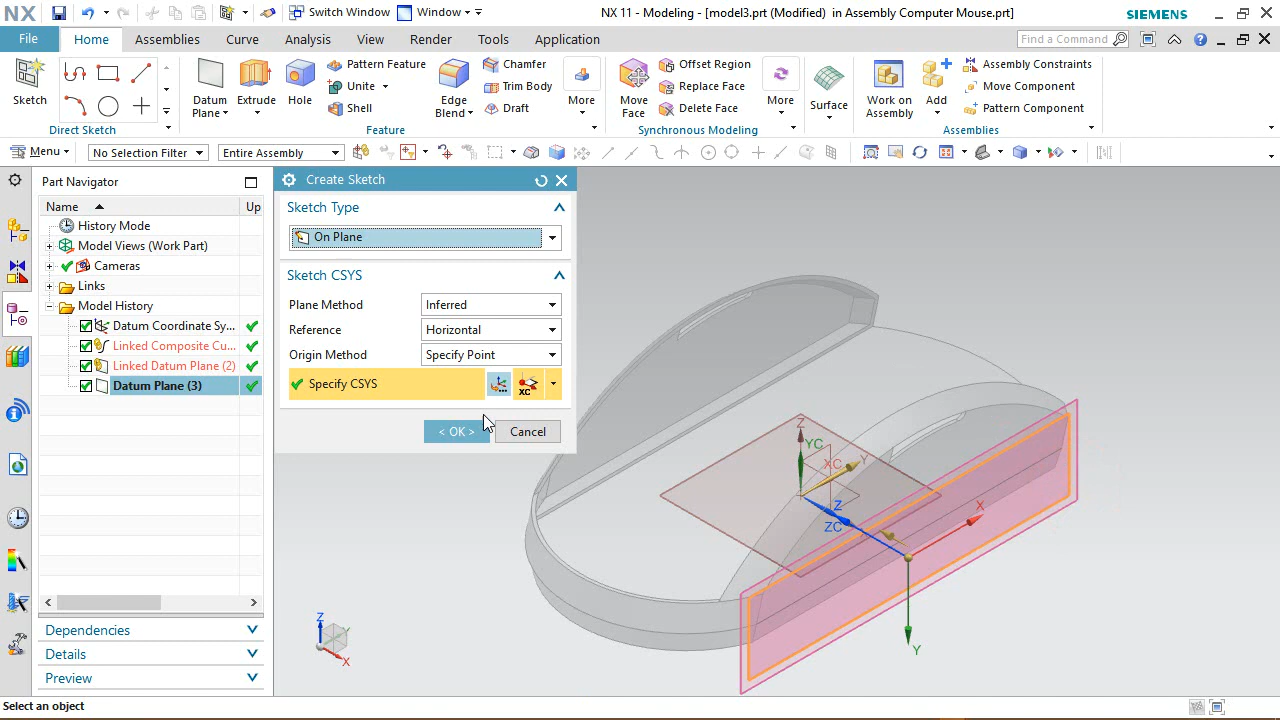 NX Switch Window Window NX 11 - Modeling - [model3.prt (Modified) in Assembly Computer Mouse.prt] SIEMENS
File Home Assemblies Curve Analysis View Render Tools Application Find a Command
Sketch
Direct Sketch
Datum Plane
Extrude
Hole
Pattern Feature
Unite
Shell
Edge Blend
Chamfer
Trim Body
Draft
More
Feature
Move Face
Offset Region
Replace Face
Delete Face
More
Synchronous Modeling
Surface
Work on Assembly
Add
Assembly Constraints
Move Component
Pattern Component
Assemblies
Menu No Selection Filter Entire Assembly
Part Navigator
Name Up
History Mode
Model Views (Work Part)
Cameras
Links
Model History
Datum Coordinate Sy...
Linked Composite Cu...
Linked Datum Plane (2)
Datum Plane (3)
Dependencies
Details
Preview
Create Sketch
Sketch Type
On Plane
Sketch CSYS
Plane Method Inferred
Reference Horizontal
Origin Method Specify Point
Specify CSYS XC
< OK > Cancel
Z
YC
XC
Y
Z
ZC
X
Y
Z
Y
X
Select an object